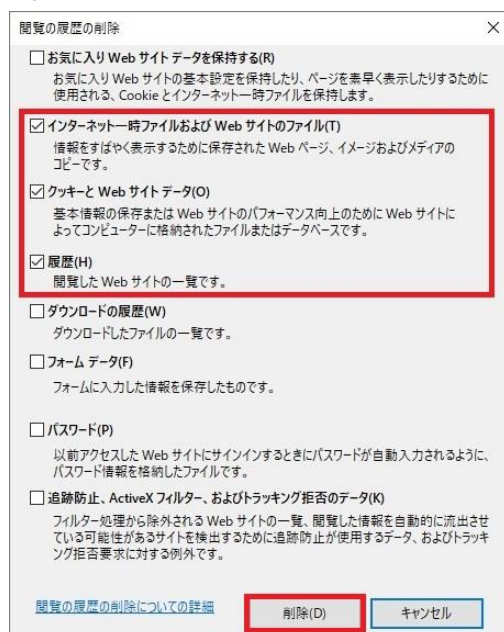 閲覧の履歴の削除
お気に入り Web サイト データを保持する(R)
お気に入り Web サイトの基本設定を保持したり、ページを素早く表示したりするために
使用される、Cookie とインターネット一時ファイルを保持します。
インターネット一時ファイルおよび Web サイトのファイル(T)
情報をすばやく表示するために保存された Web ページ、イメージおよびメディアの
コピーです。
クッキーと Web サイト データ(O)
基本情報の保存または Web サイトのパフォーマンス向上のために Web サイトに
よってコンピューターに格納されたファイルまたはデータベースです。
履歴(H)
閲覧した Web サイトの一覧です。
ダウンロードの履歴(W)
ダウンロードしたファイルの一覧です。
フォーム データ(F)
フォームに入力した情報を保存したものです。
パスワード(P)
以前アクセスした Web サイトにサインインするときにパスワードが自動入力されるように、
パスワード情報を格納したファイルです。
追跡防止、ActiveX フィルター、およびトラッキング拒否のデータ(K)
フィルター処理から除外される Web サイトの一覧、閲覧した情報を自動的に流出させ
ている可能性があるサイトを検出するために追跡防止が使用するデータ、およびトラッキ
ング拒否要求に対する例外です。
閲覧の履歴の削除についての詳細
削除(D)
キャンセル